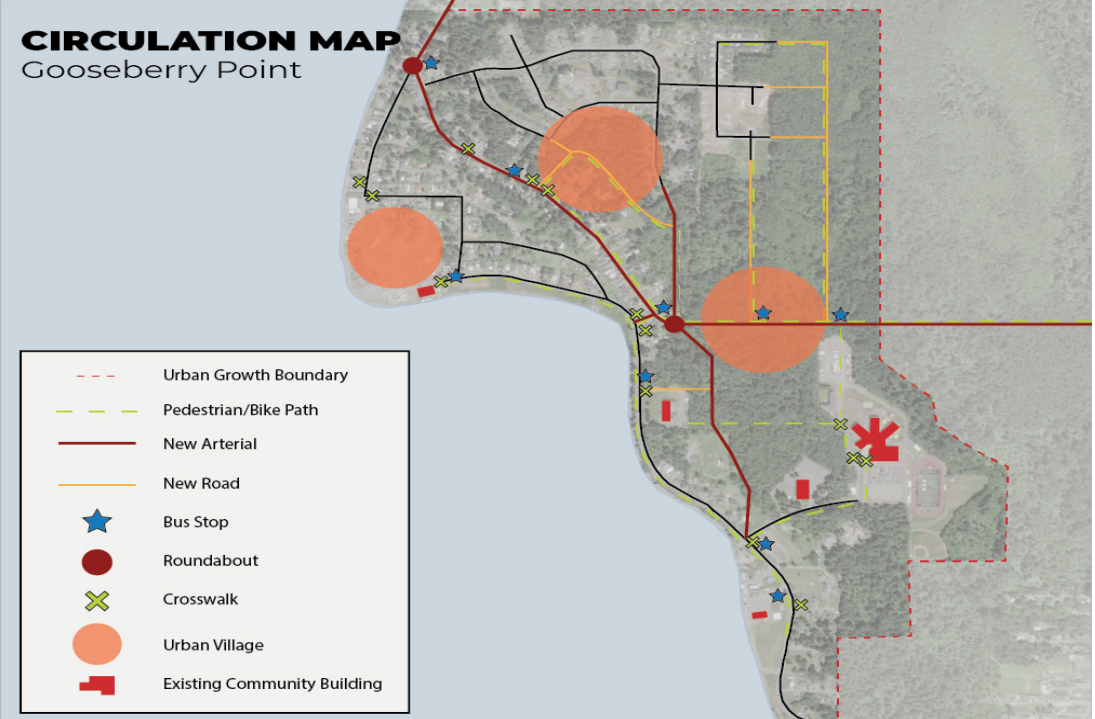 CIRCULATION MAP
Gooseberry Point
Urban Growth Boundary
Pedestrian/Bike Path
New Arterial
New Road
Bus Stop
Roundabout
Crosswalk
Urban Village
Existing Community Building